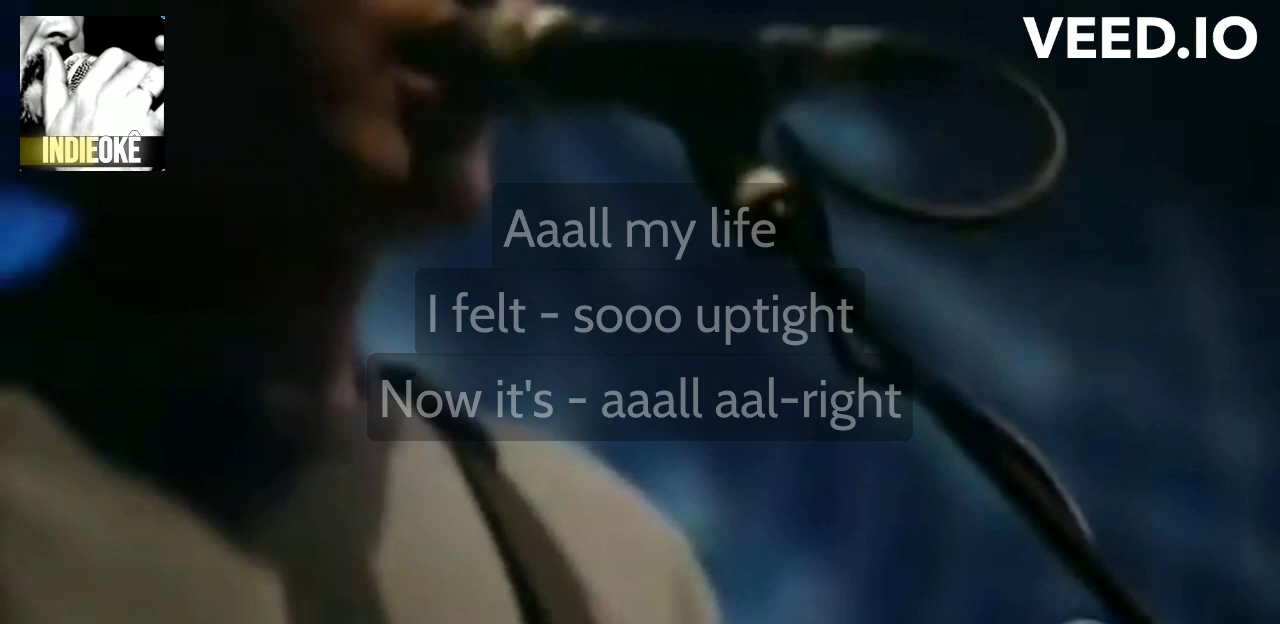 VEED.IO
INDIEOKÊ
Aaall my life
I felt - sooo uptight
Now it's - aaall aal-right